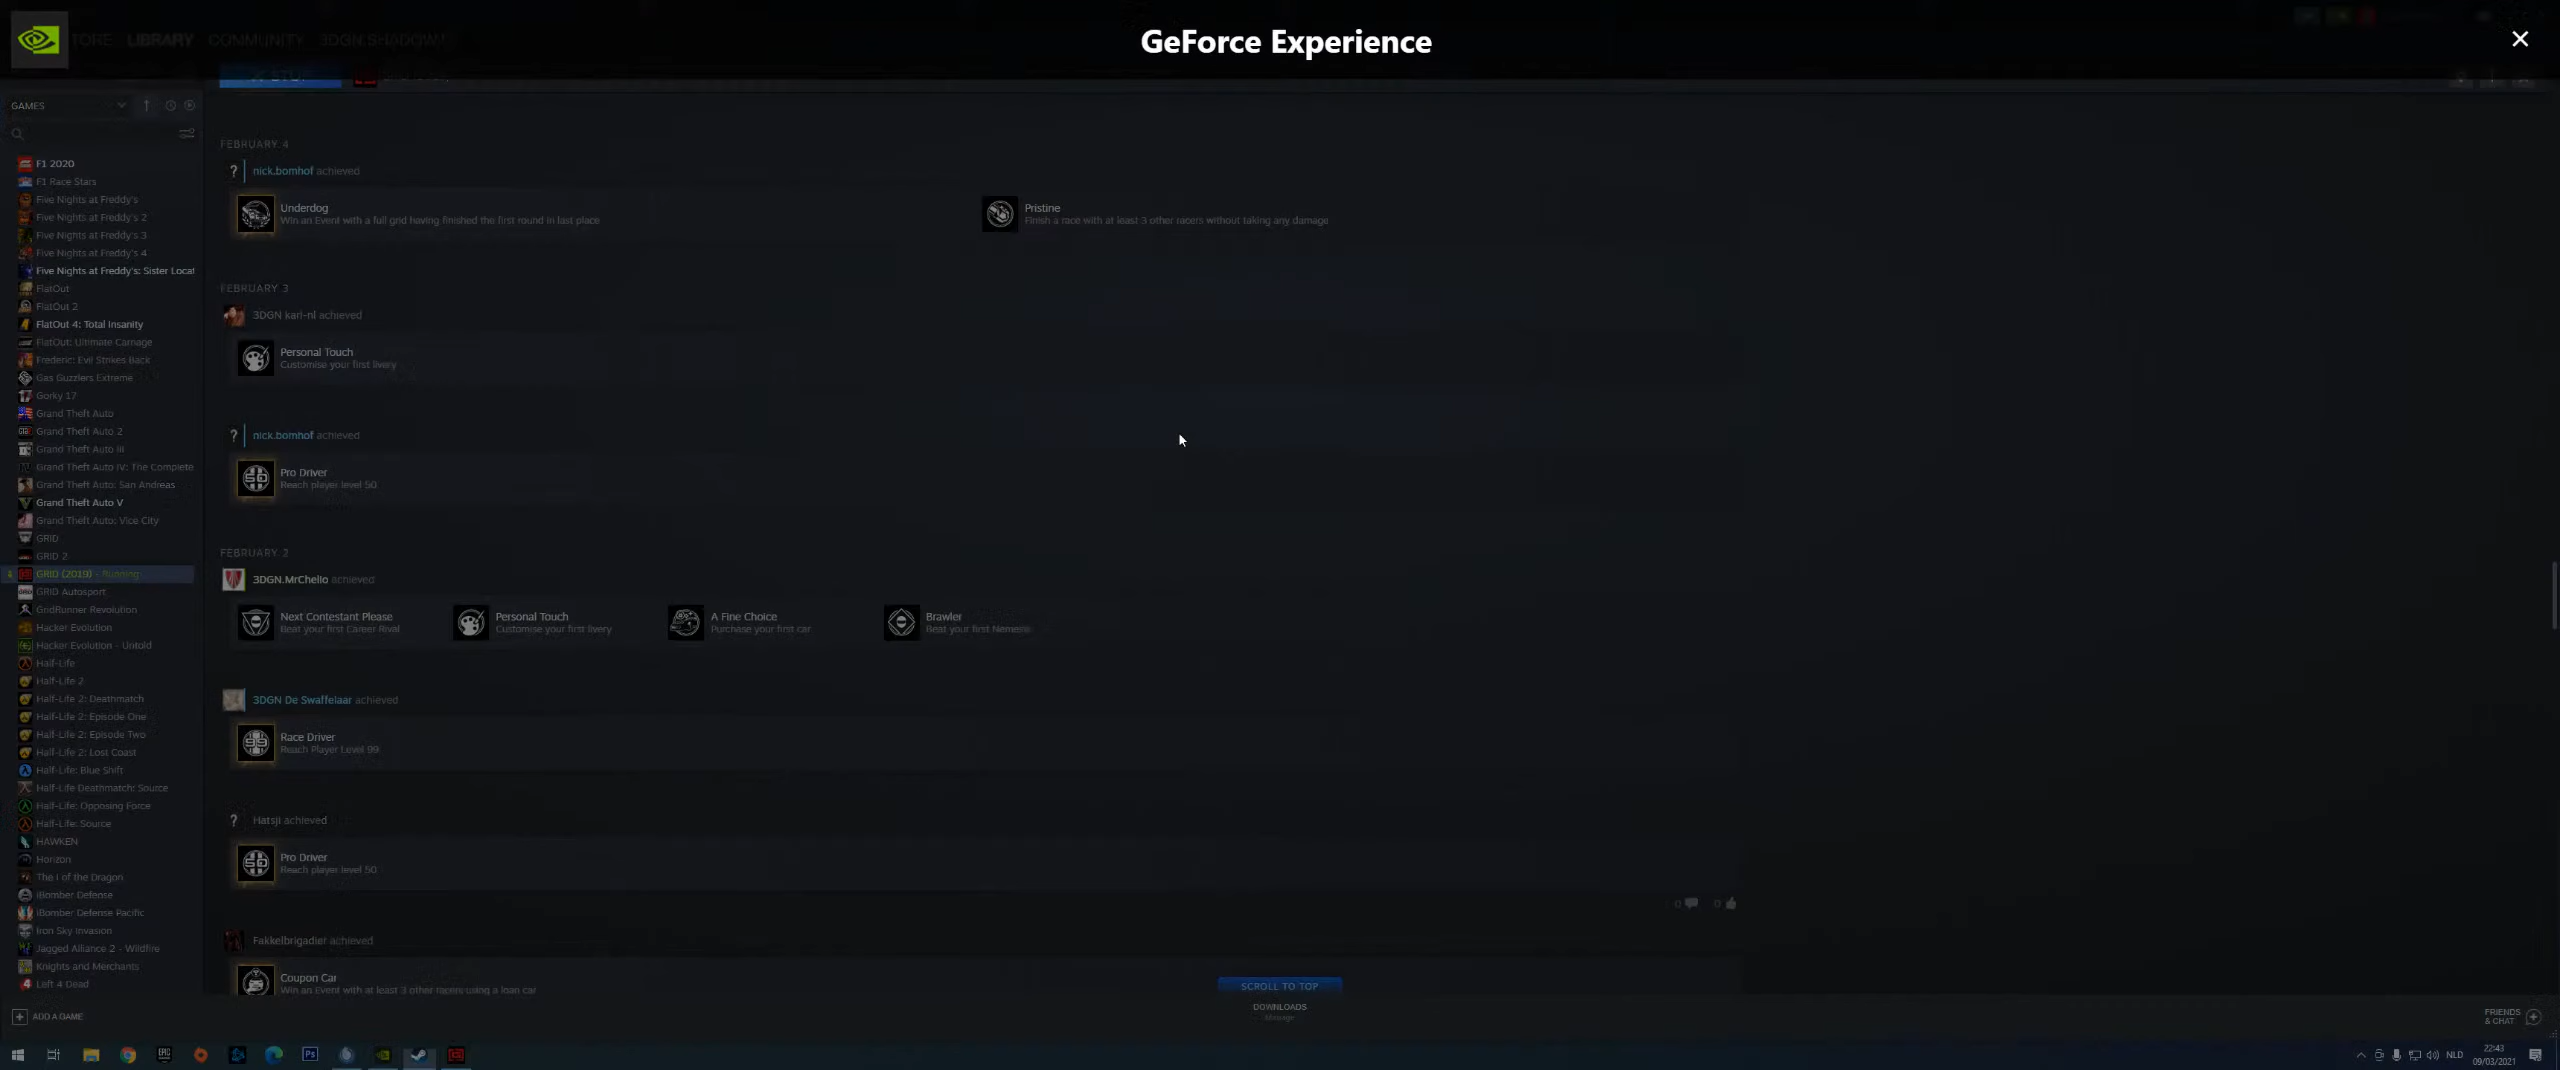 GeForce Experience
TORE LIBRARY COMMUNITY 3DGN.SHADOW
GAMES
F1 2020
F1 Race Stars
Five Nights at Freddy's
Five Nights at Freddy's 2
Five Nights at Freddy's 3
Five Nights at Freddy's 4
Five Nights at Freddy's: Sister Locat
FlatOut
FlatOut 2
FlatOut 4: Total Insanity
FlatOut: Ultimate Carnage
Frederic: Evil Strikes Back
Gas Guzzlers Extreme
Gorky 17
Grand Theft Auto
Grand Theft Auto 2
Grand Theft Auto III
Grand Theft Auto IV: The Complete
Grand Theft Auto: San Andreas
Grand Theft Auto V
Grand Theft Auto: Vice City
GRID
GRID 2
GRID (2019) - Running
GRID Autosport
GridRunner Revolution
Hacker Evolution
Hacker Evolution - Untold
Half-Life
Half-Life 2
Half-Life 2: Deathmatch
Half-Life 2: Episode One
Half-Life 2: Episode Two
Half-Life 2: Lost Coast
Half-Life: Blue Shift
Half-Life Deathmatch: Source
Half-Life: Opposing Force
Half-Life: Source
HAWKEN
Horizon
The I of the Dragon
iBomber Defense
iBomber Defense Pacific
Iron Sky Invasion
Jagged Alliance 2 - Wildfire
Knights and Merchants
Left 4 Dead
ADD A GAME
FEBRUARY 4
nick.bomhof achieved
Underdog
Win an Event with a full grid having finished the first round in last place
Pristine
Finish a race with at least 3 other racers without taking any damage
FEBRUARY 3
3DGN karl-nl achieved
Personal Touch
Customise your first livery
nick.bomhof achieved
Pro Driver
Reach player level 50
FEBRUARY 2
3DGN.MrChello achieved
Next Contestant Please
Beat your first Career Rival
Personal Touch
Customise your first livery
A Fine Choice
Purchase your first car
Brawler
Beat your first Nemesis
3DGN De Swaffelaar achieved
Race Driver
Reach Player Level 99
Hatsji achieved
Pro Driver
Reach player level 50
0 0
Fakkelbrigadier achieved
Coupon Car
Win an Event with at least 3 other racers using a loan car
SCROLL TO TOP
DOWNLOADS
Manage
FRIENDS
& CHAT
NLD
22:43
09/03/2021